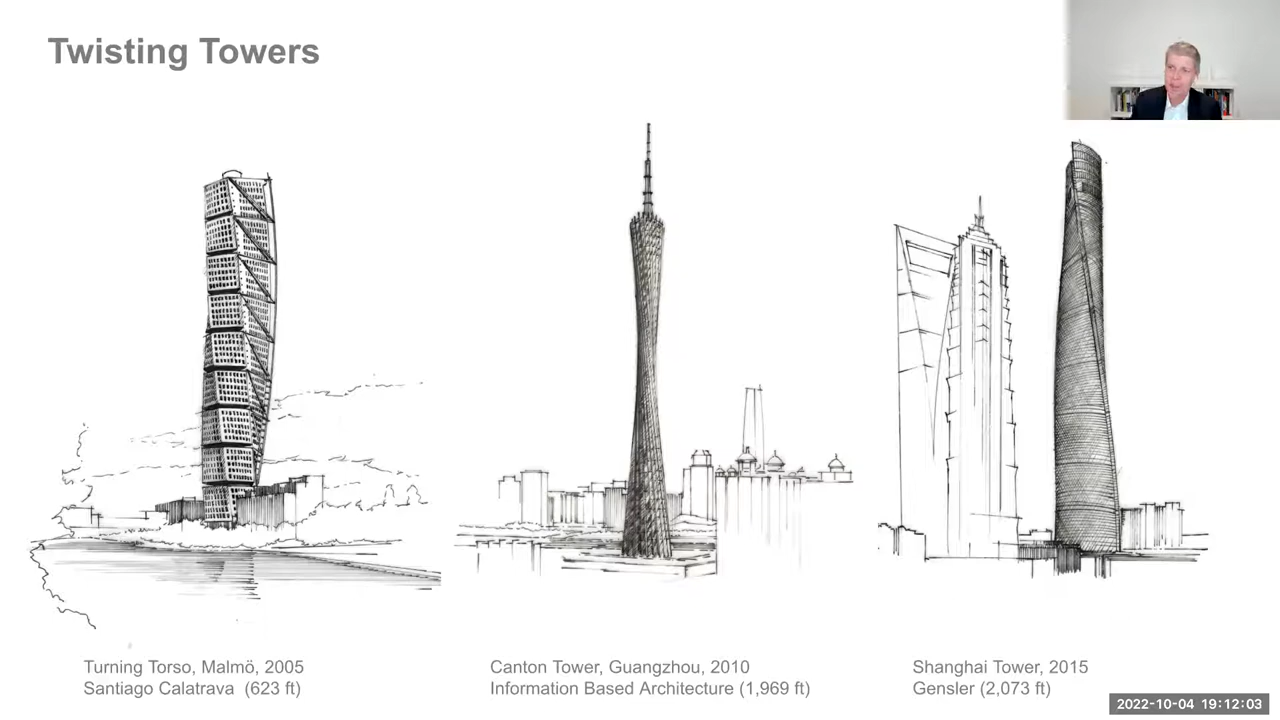 Twisting Towers
Turning Torso, Malmö, 2005
Santiago Calatrava (623 ft)
Canton Tower, Guangzhou, 2010
Information Based Architecture (1,969 ft)
Shanghai Tower, 2015
Gensler (2,073 ft)
2022-10-04 19:12:03